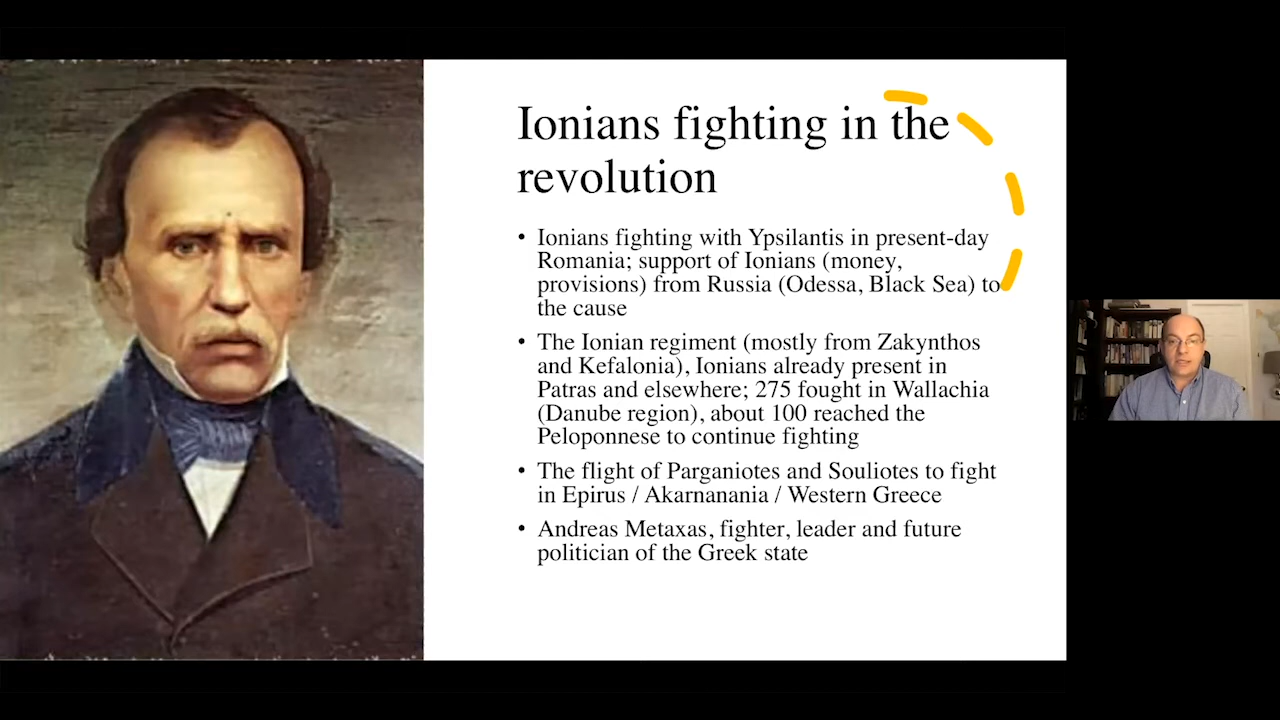 Ionians fighting in the
revolution
• Ionians fighting with Ypsilantis in present-day
Romania; support of Ionians (money,
provisions) from Russia (Odessa, Black Sea) to
the cause
• The Ionian regiment (mostly from Zakynthos
and Kefalonia), Ionians already present in
Patras and elsewhere; 275 fought in Wallachia
(Danube region), about 100 reached the
Peloponnese to continue fighting
• The flight of Parganiotes and Souliotes to fight
in Epirus / Akarnanania / Western Greece
• Andreas Metaxas, fighter, leader and future
politician of the Greek state